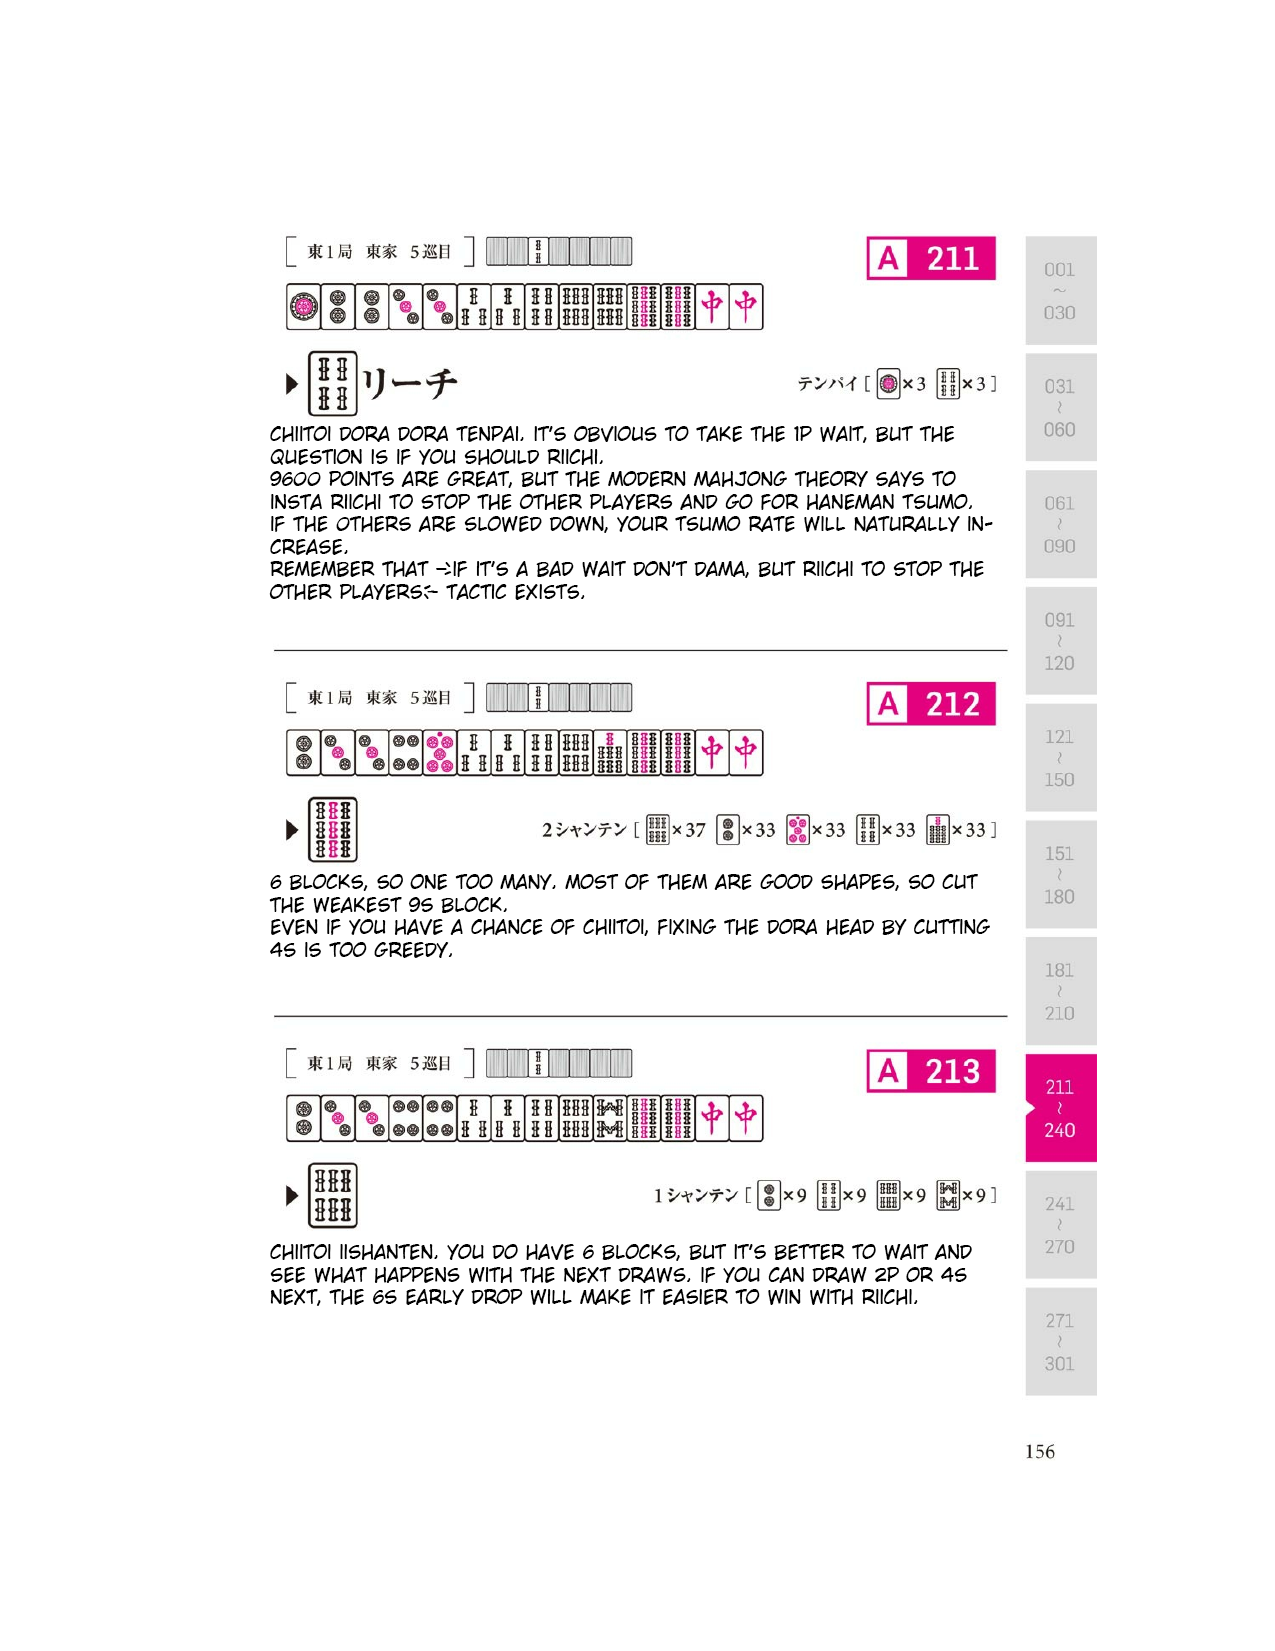 [ 東1局 東家 5巡目 ] A 211
中 中
▶ リーチ テンパイ [ ×3 ×3 ]
CHIITOI DORA DORA TENPAI. IT'S OBVIOUS TO TAKE THE 1P WAIT, BUT THE
QUESTION IS IF YOU SHOULD RIICHI.
9600 POINTS ARE GREAT, BUT THE MODERN MAHJONG THEORY SAYS TO
INSTA RIICHI TO STOP THE OTHER PLAYERS AND GO FOR HANEMAN TSUMO.
IF THE OTHERS ARE SLOWED DOWN, YOUR TSUMO RATE WILL NATURALLY IN-
CREASE.
REMEMBER THAT ->IF IT'S A BAD WAIT DON'T DAMA, BUT RIICHI TO STOP THE
OTHER PLAYERS<- TACTIC EXISTS.
[ 東1局 東家 5巡目 ] A 212
中 中
▶ 2シャンテン [ ×37 ×33 ×33 ×33 ×33 ]
6 BLOCKS, SO ONE TOO MANY. MOST OF THEM ARE GOOD SHAPES, SO CUT
THE WEAKEST 9S BLOCK.
EVEN IF YOU HAVE A CHANCE OF CHIITOI, FIXING THE DORA HEAD BY CUTTING
4S IS TOO GREEDY.
[ 東1局 東家 5巡目 ] A 213
中 中
▶ 1シャンテン [ ×9 ×9 ×9 ×9 ]
CHIITOI IISHANTEN. YOU DO HAVE 6 BLOCKS, BUT IT'S BETTER TO WAIT AND
SEE WHAT HAPPENS WITH THE NEXT DRAWS. IF YOU CAN DRAW 2P OR 4S
NEXT, THE 6S EARLY DROP WILL MAKE IT EASIER TO WIN WITH RIICHI.
001
~
030
031
~
060
061
~
090
091
~
120
121
~
150
151
~
180
181
~
210
211
~
240
241
~
270
271
~
301
156